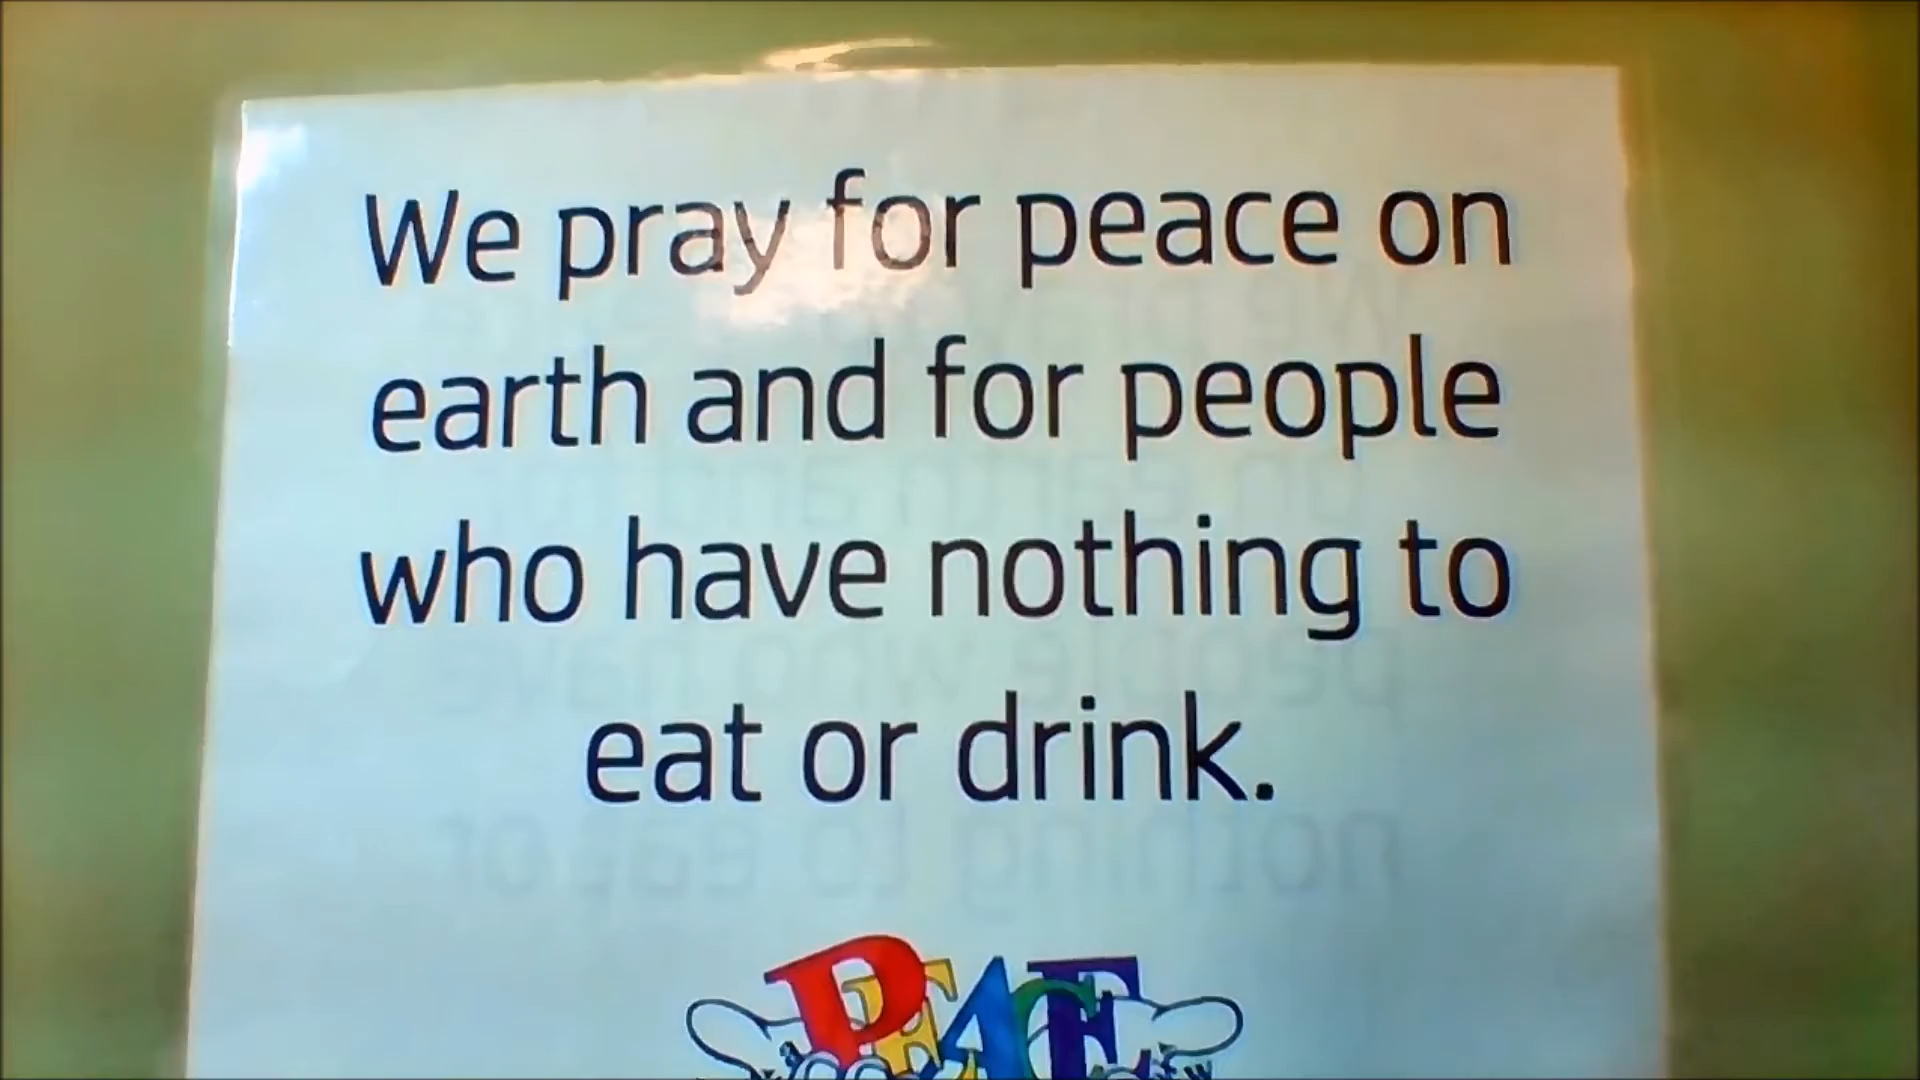 We pray for peace on
earth and for people
who have nothing to
eat or drink.
PEACE